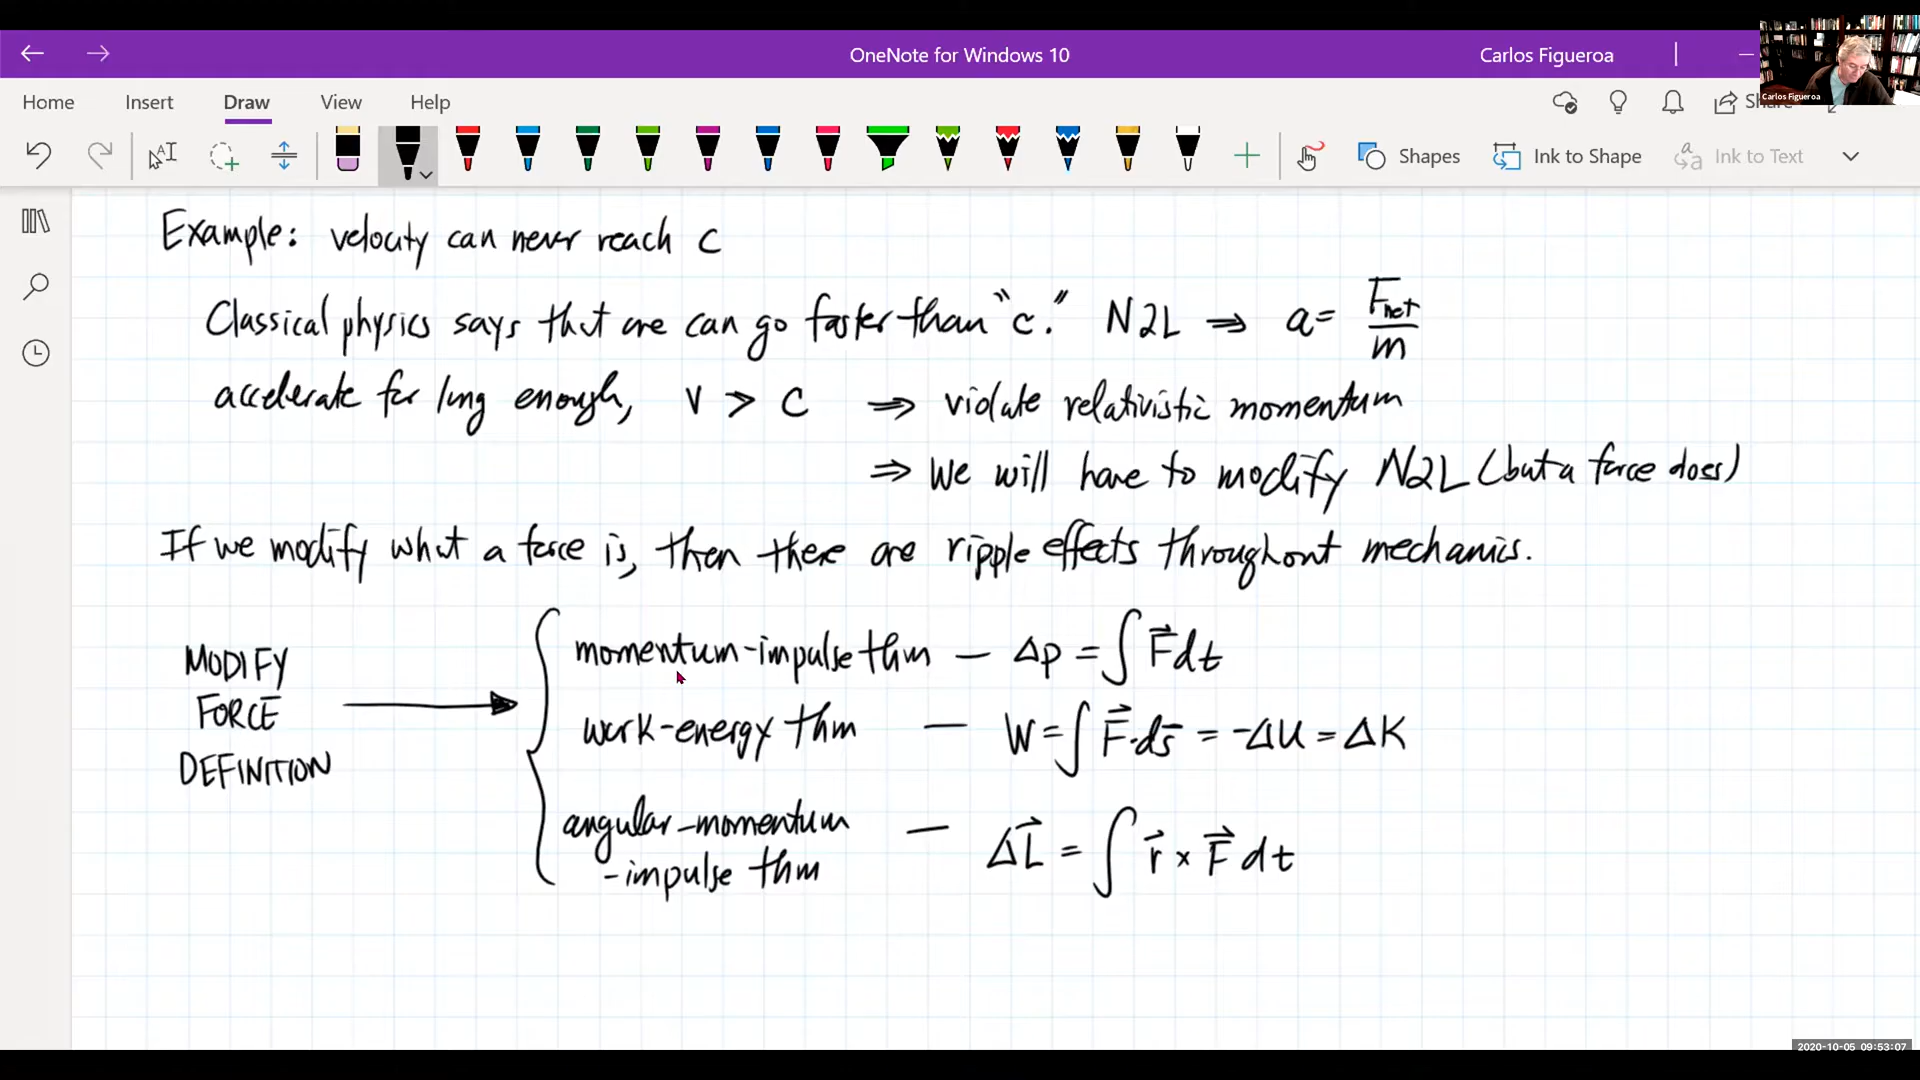 OneNote for Windows 10
Carlos Figueroa
Home Insert Draw View Help
Carlos Figueroa
Shapes Ink to Shape Ink to Text
Example: velocity can never reach c
Classical physics says that one can go faster than "c." N2L ⇒ a = F_net/m
accelerate for long enough, v > c ⇒ violate relativistic momentum
⇒ We will have to modify N2L (but a force does)
If we modify what a force is, then there are ripple effects throughout mechanics.
MODIFY
FORCE
DEFINITION
momentum-impulse thm — Δp = ∫F⃗dt
work-energy thm — W = ∫F⃗·ds⃗ = -ΔU = ΔK
angular-momentum
-impulse thm — ΔL⃗ = ∫r⃗ × F⃗ dt
2020-10-05 09:53:07